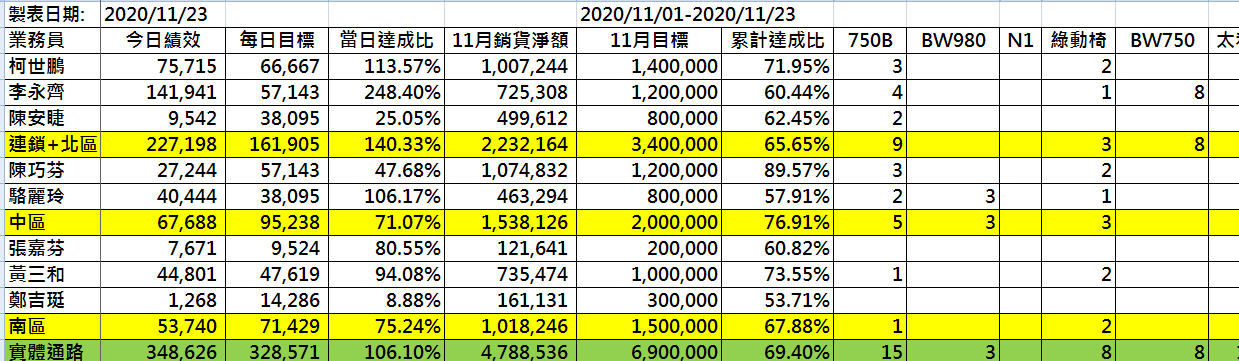 製表日期: 2020/11/23 2020/11/01-2020/11/23
業務員 今日績效 每日目標 當日達成比 11月銷貨淨額 11月目標 累計達成比 750B BW980 N1 綠動椅 BW750 太
柯世鵬 75,715 66,667 113.57% 1,007,244 1,400,000 71.95% 3 2
李永齊 141,941 57,143 248.40% 725,308 1,200,000 60.44% 4 1 8
陳安睫 9,542 38,095 25.05% 499,612 800,000 62.45% 2
連鎖+北區 227,198 161,905 140.33% 2,232,164 3,400,000 65.65% 9 3 8
陳巧芬 27,244 57,143 47.68% 1,074,832 1,200,000 89.57% 3 2
駱麗玲 40,444 38,095 106.17% 463,294 800,000 57.91% 2 3 1
中區 67,688 95,238 71.07% 1,538,126 2,000,000 76.91% 5 3 3
張嘉芬 7,671 9,524 80.55% 121,641 200,000 60.82%
黃三和 44,801 47,619 94.08% 735,474 1,000,000 73.55% 1 2
鄭吉珽 1,268 14,286 8.88% 161,131 300,000 53.71%
南區 53,740 71,429 75.24% 1,018,246 1,500,000 67.88% 1 2
實體通路 348,626 328,571 106.10% 4,788,536 6,900,000 69.40% 15 3 8 8